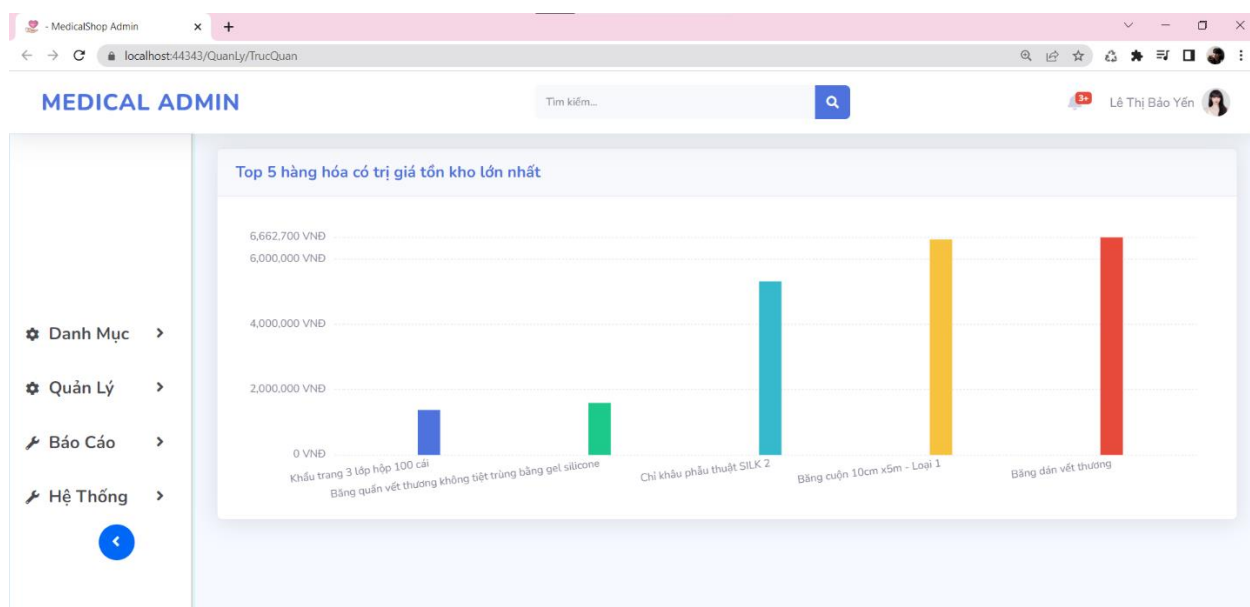 - MedicalShop Admin
localhost:44343/QuanLy/TrucQuan
MEDICAL ADMIN
Tìm kiếm...
3+
Lê Thị Bảo Yến
Top 5 hàng hóa có trị giá tồn kho lớn nhất
6,662,700 VNĐ
6,000,000 VNĐ
4,000,000 VNĐ
2,000,000 VNĐ
0 VNĐ
Khẩu trang 3 lớp hộp 100 cái
Băng quấn vết thương không tiệt trùng bằng gel silicone
Chỉ khâu phẫu thuật SILK 2
Băng cuộn 10cm x5m - Loại 1
Băng dán vết thương
Danh Mục
Quản Lý
Báo Cáo
Hệ Thống